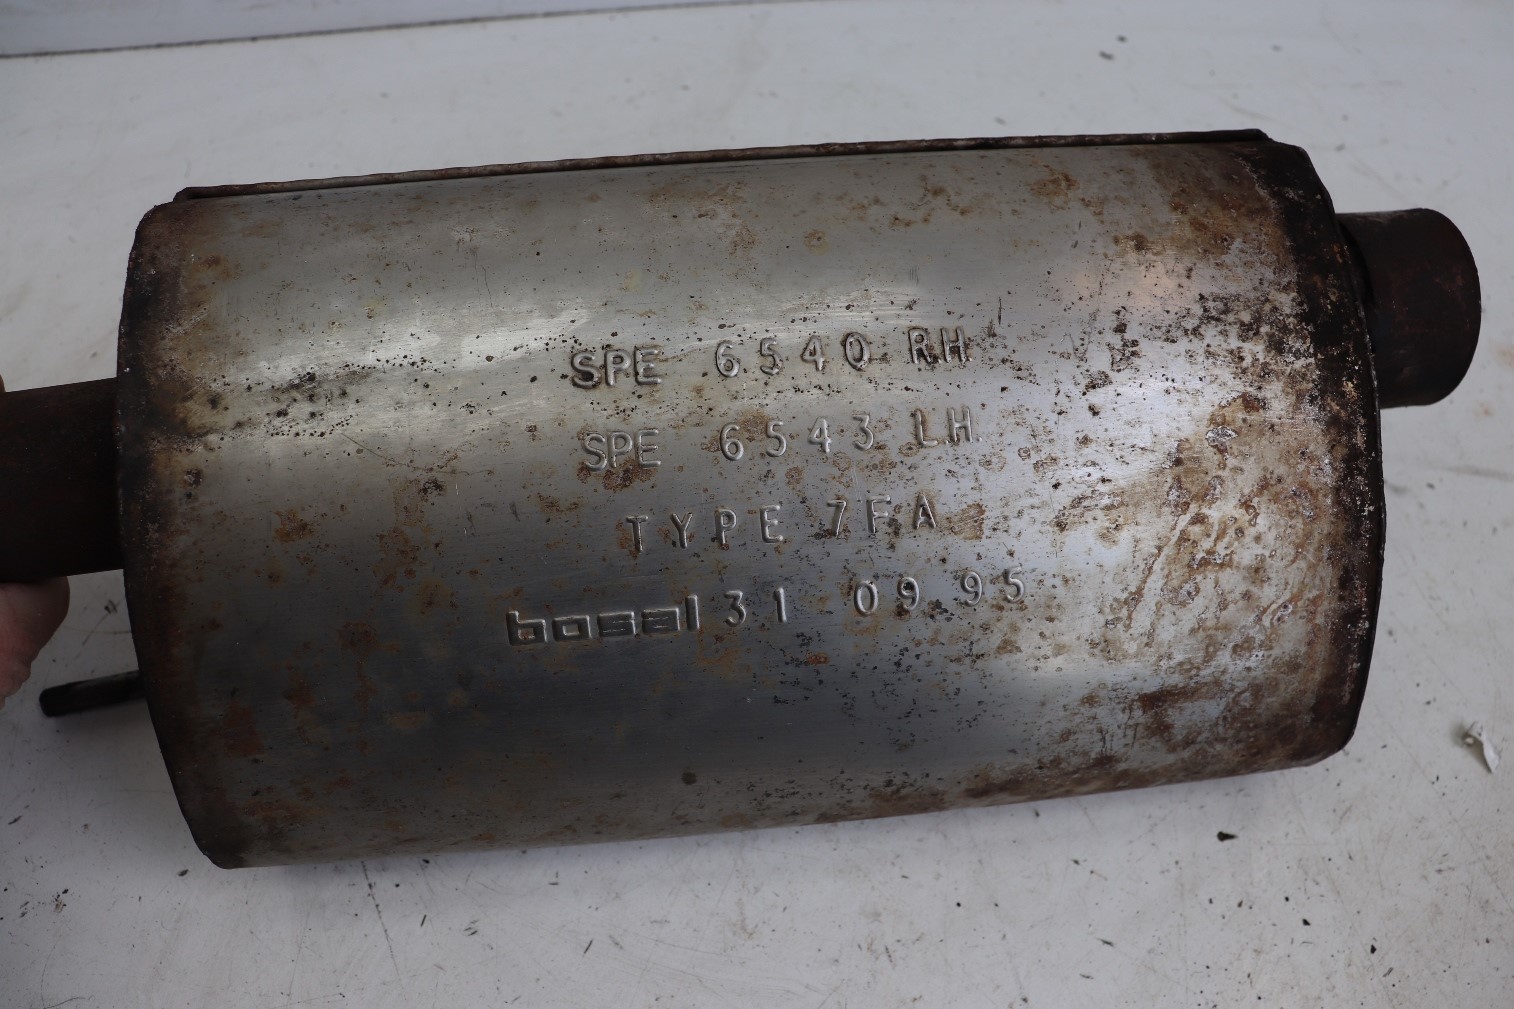 SPE 6540 RH
SPE 6543 LH
TYPE 7FA
bosal 31 09 95